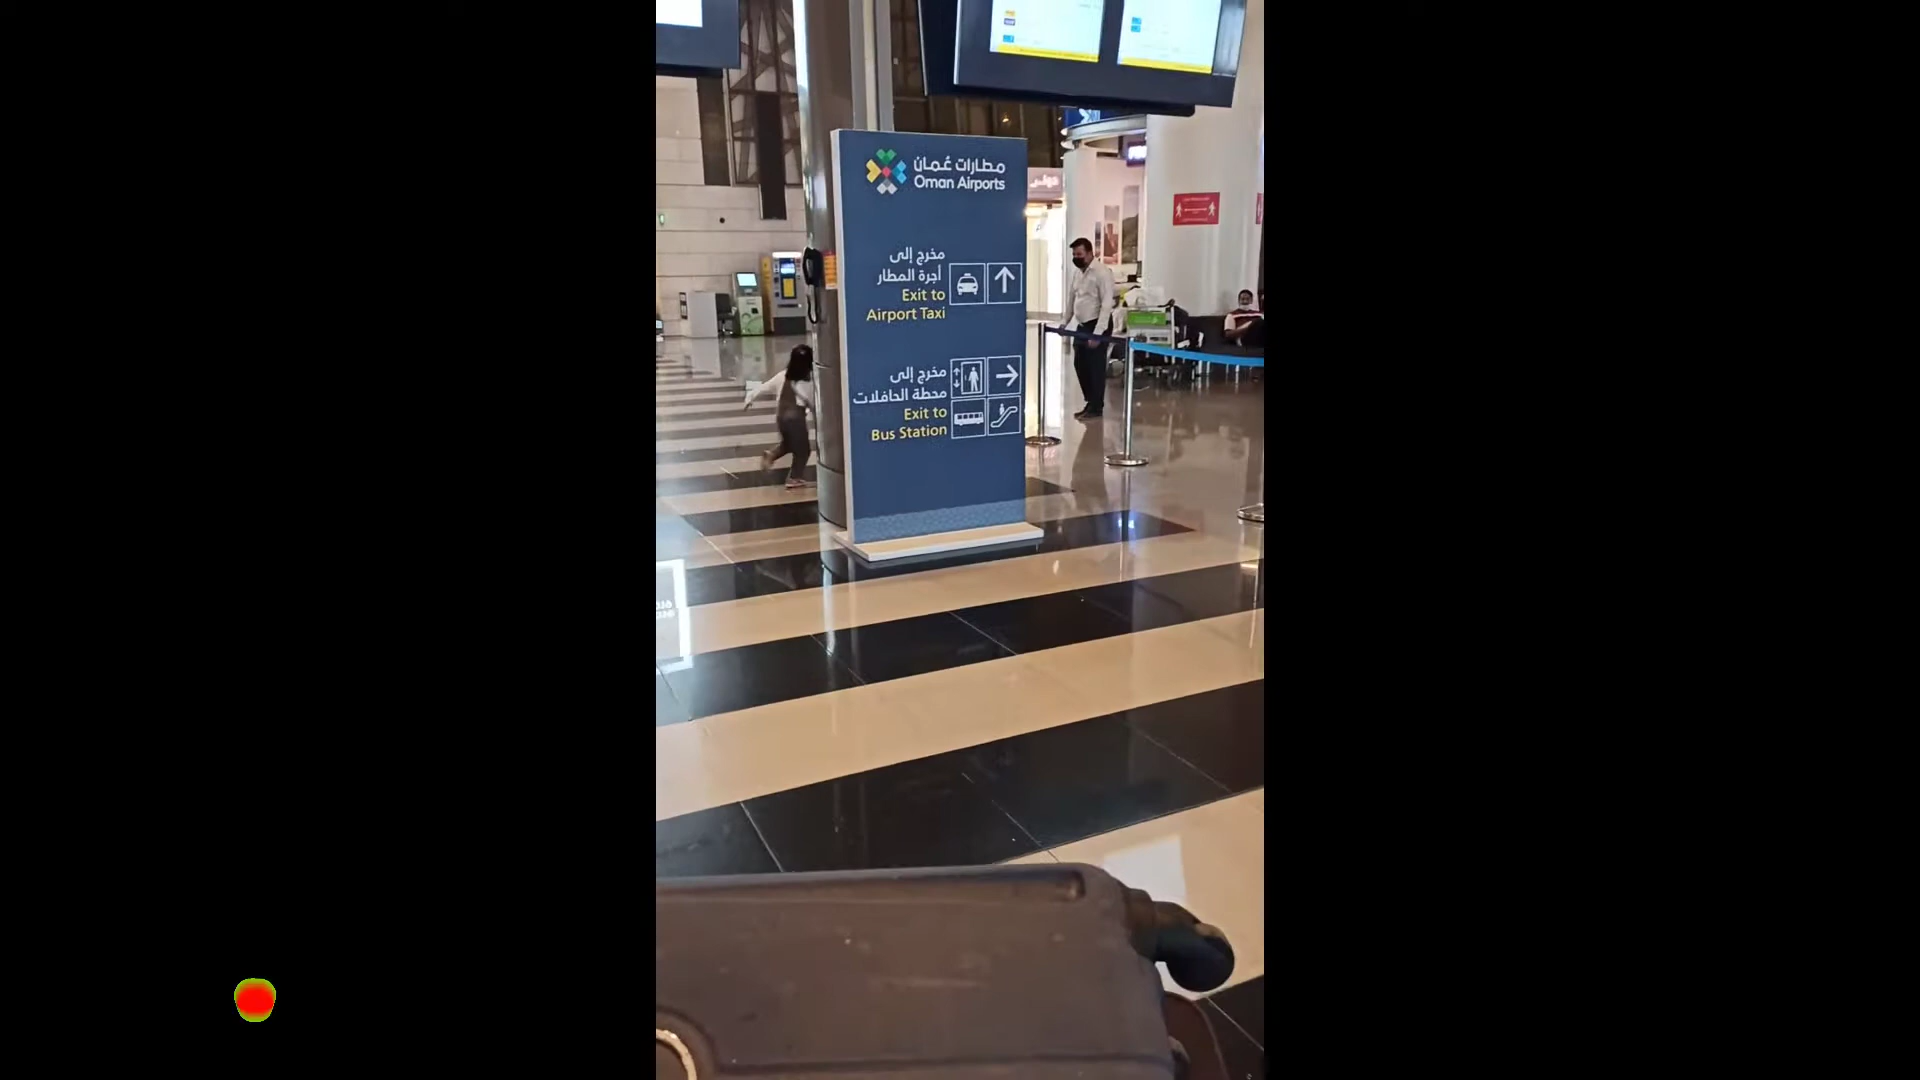 مطارات عُمان
Oman Airports
مخرج إلى
أجرة المطار
Exit to
Airport Taxi
مخرج إلى
محطة الحافلات
Exit to
Bus Station